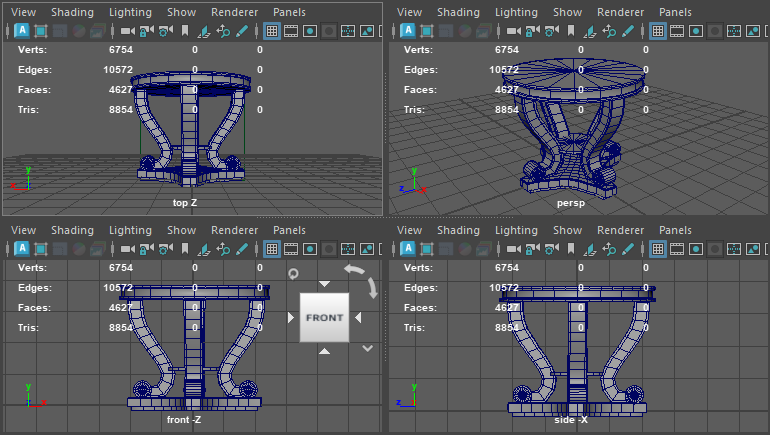 View Shading Lighting Show Renderer Panels
A
Verts: 6754 0 0
Edges: 10572 0 0
Faces: 4627 0 0
Tris: 8854 0 0
y
x
top Z
View Shading Lighting Show Renderer Panels
A
Verts: 6754 0 0
Edges: 10572 0 0
Faces: 4627 0 0
Tris: 8854 0 0
y
z x
persp
View Shading Lighting Show Renderer Panels
A
Verts: 6754 0 0
Edges: 10572 0 0
Faces: 4627 0 0
Tris: 8854 0 0
FRONT
y
z x
front -Z
View Shading Lighting Show Renderer Panels
A
Verts: 6754 0 0
Edges: 10572 0 0
Faces: 4627 0 0
Tris: 8854 0 0
y
z
side -X